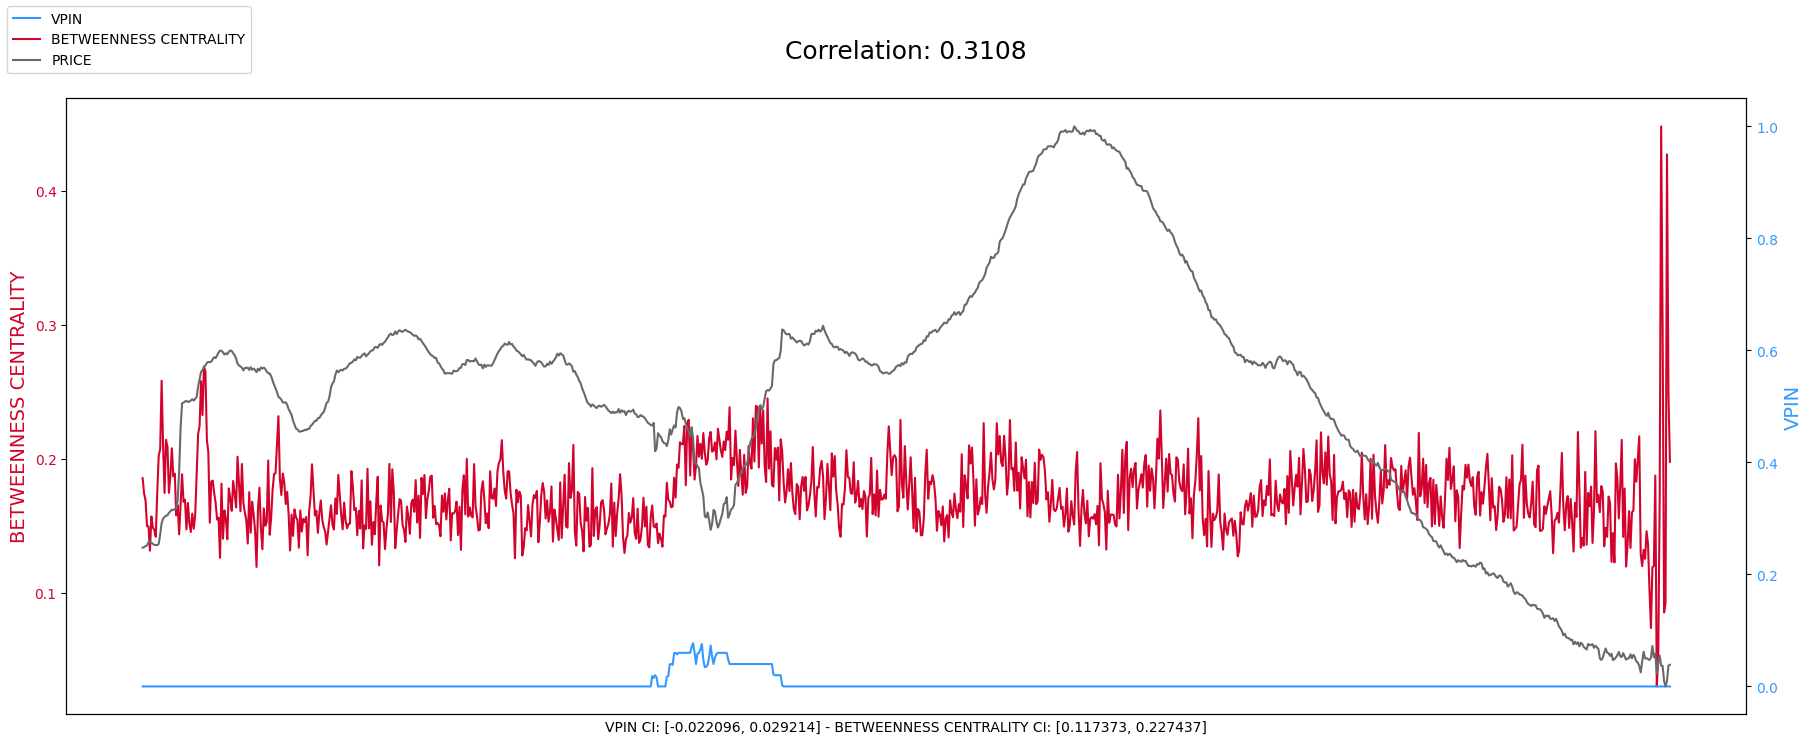 VPIN
BETWEENNESS CENTRALITY
PRICE
Correlation: 0.3108
BETWEENNESS CENTRALITY
0.4
0.3
0.2
0.1
1.0
0.8
0.6
0.4
0.2
0.0
VPIN
VPIN CI: [-0.022096, 0.029214] - BETWEENNESS CENTRALITY CI: [0.117373, 0.227437]